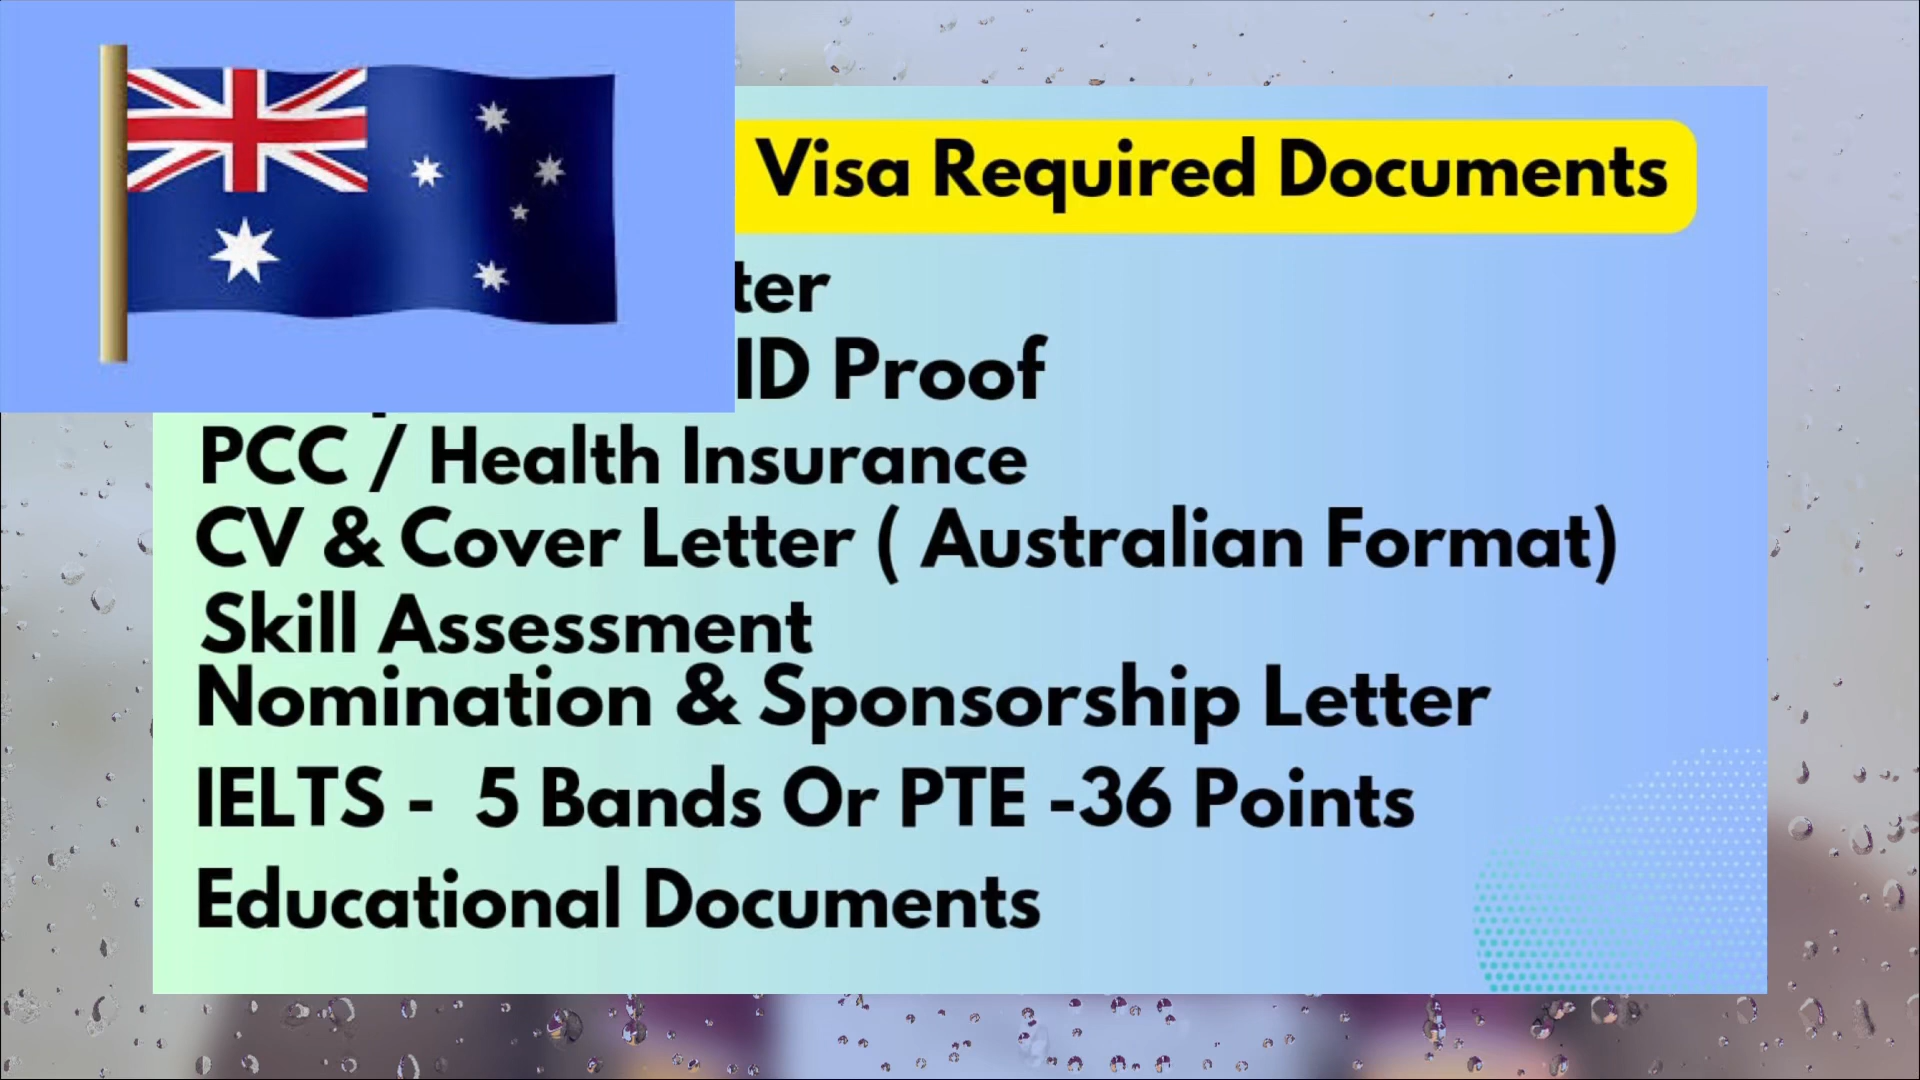 Visa Required Documents
ID Proof
PCC / Health Insurance
CV & Cover Letter ( Australian Format)
Skill Assessment
Nomination & Sponsorship Letter
IELTS - 5 Bands Or PTE -36 Points
Educational Documents